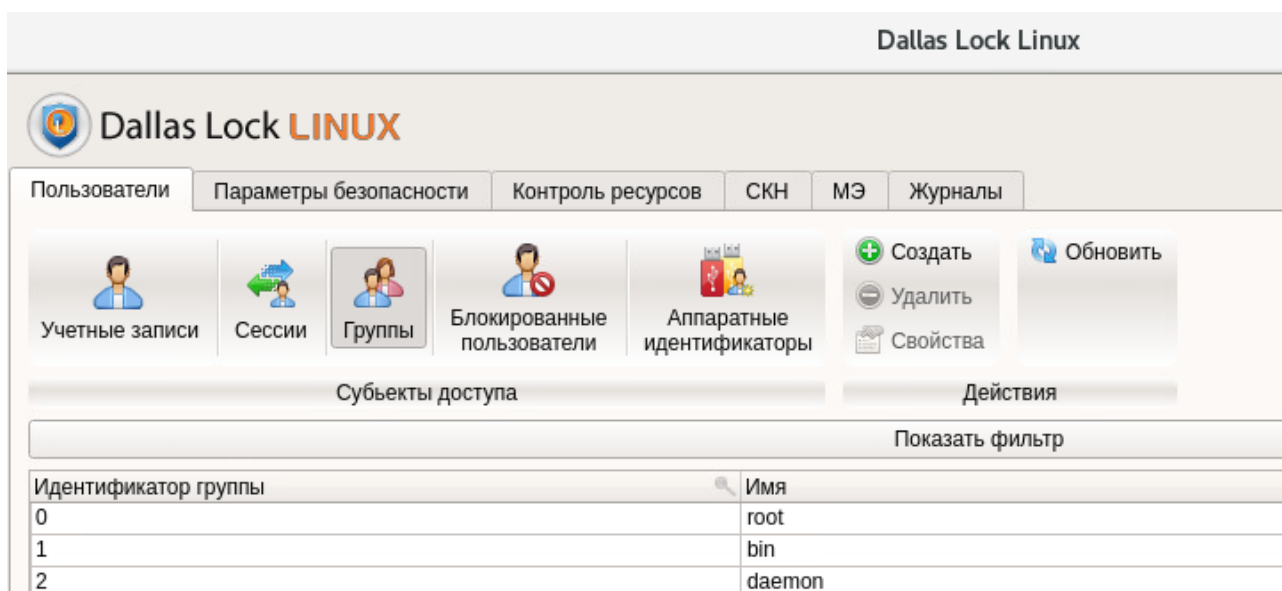 Dallas Lock Linux
Dallas Lock LINUX
Пользователи Параметры безопасности Контроль ресурсов СКН МЭ Журналы
Учетные записи Сессии Группы Блокированные пользователи Аппаратные идентификаторы
Создать Обновить
Удалить
Свойства
Субъекты доступа Действия
Показать фильтр
Идентификатор группы Имя
0 root
1 bin
2 daemon